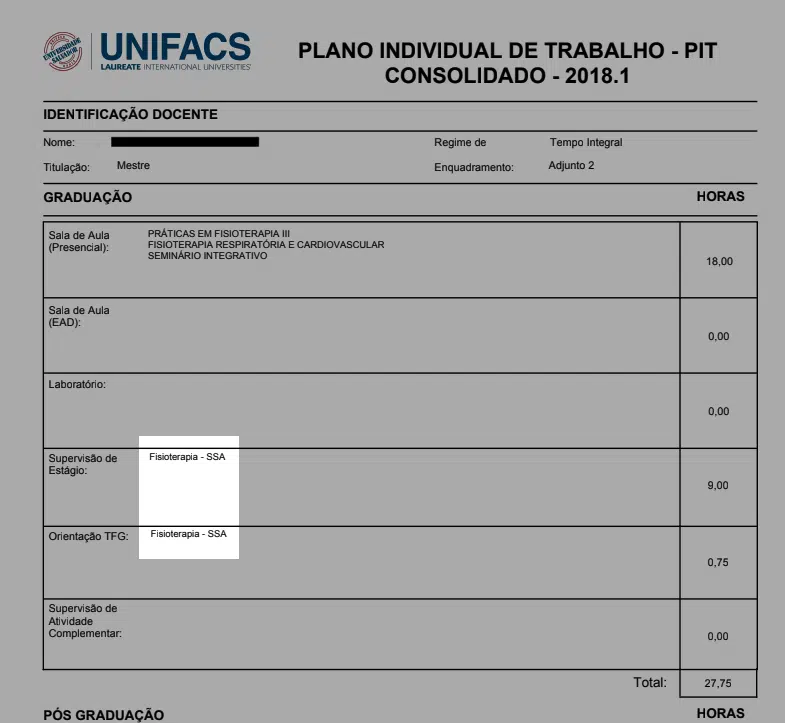 UNIVERSIDADE SALVADOR
UNIFACS
LAUREATE INTERNATIONAL UNIVERSITIES
PLANO INDIVIDUAL DE TRABALHO - PIT
CONSOLIDADO - 2018.1
IDENTIFICAÇÃO DOCENTE
Nome: Regime de Tempo Integral
Titulação: Mestre Enquadramento: Adjunto 2
GRADUAÇÃO HORAS
Sala de Aula PRÁTICAS EM FISIOTERAPIA III
(Presencial): FISIOTERAPIA RESPIRATÓRIA E CARDIOVASCULAR
SEMINÁRIO INTEGRATIVO
18,00
Sala de Aula
(EAD):
0,00
Laboratório:
0,00
Supervisão de Fisioterapia - SSA
Estágio:
9,00
Orientação TFG: Fisioterapia - SSA
0,75
Supervisão de
Atividade
Complementar:
0,00
Total: 27,75
PÓS GRADUAÇÃO HORAS